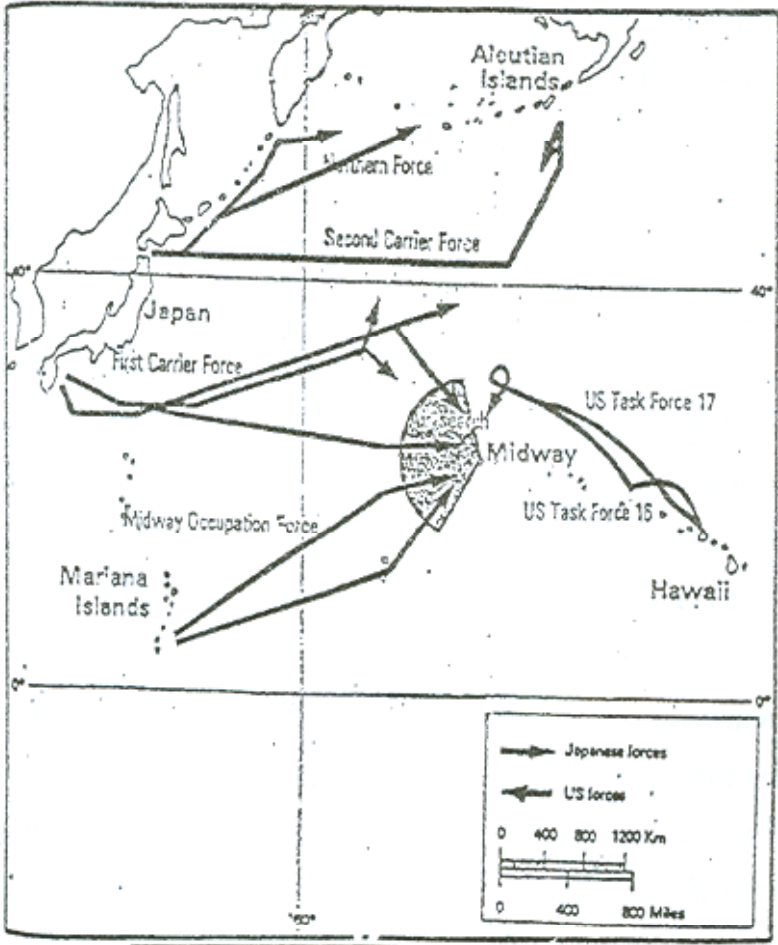 Aleutian
Islands
Northern Force
Second Carrier Force
40°
40°
Japan
First Carrier Force
US Task Force 17
search
Midway
US Task Force 16
Midway Occupation Force
Mariana
Islands
Hawaii
0°
0°
Japanese forces
US forces
0 400 800 1200 Km
0 400 800 Miles
160°